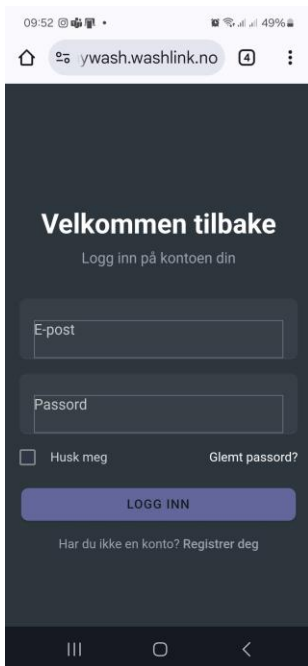 09:52
49%
ywash.washlink.no
4
Velkommen tilbake
Logg inn på kontoen din
E-post
Passord
Husk meg
Glemt passord?
LOGG INN
Har du ikke en konto? Registrer deg